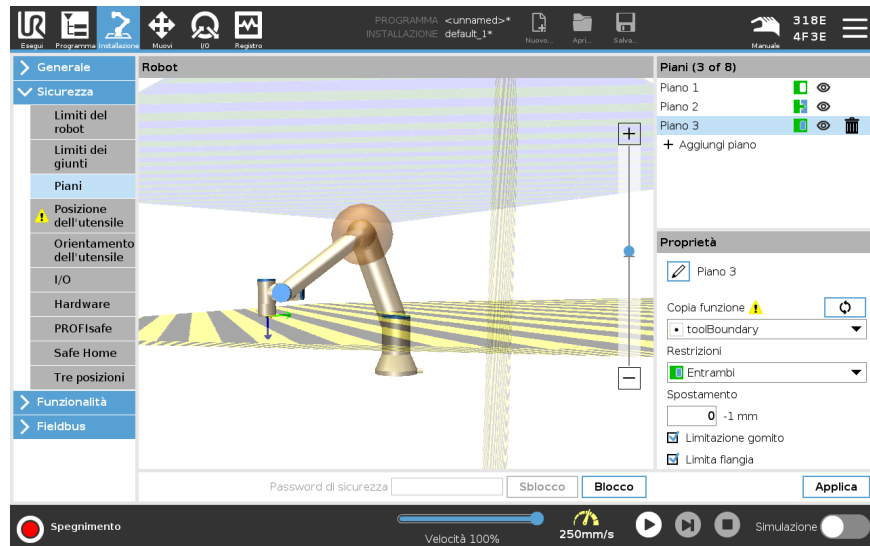 UR
PROGRAMMA <unnamed>*
INSTALLAZIONE default_1*
Esegui
Programma
Installazione
Muovi
I/O
Registro
Nuovo...
Apri...
Salva...
Manuale
318E
4F3E
Generale
Sicurezza
Limiti del
robot
Limiti dei
giunti
Piani
Posizione
dell'utensile
Orientamento
dell'utensile
I/O
Hardware
PROFIsafe
Safe Home
Tre posizioni
Funzionalità
Fieldbus
Robot
Piani (3 of 8)
Piano 1
Piano 2
Piano 3
+ Aggiungi piano
Proprietà
Piano 3
Copia funzione
toolBoundary
Restrizioni
Entrambi
Spostamento
0 -1 mm
Limitazione gomito
Limita flangia
Password di sicurezza
Sblocco
Blocco
Applica
Spegnimento
Velocità 100%
250mm/s
Simulazione